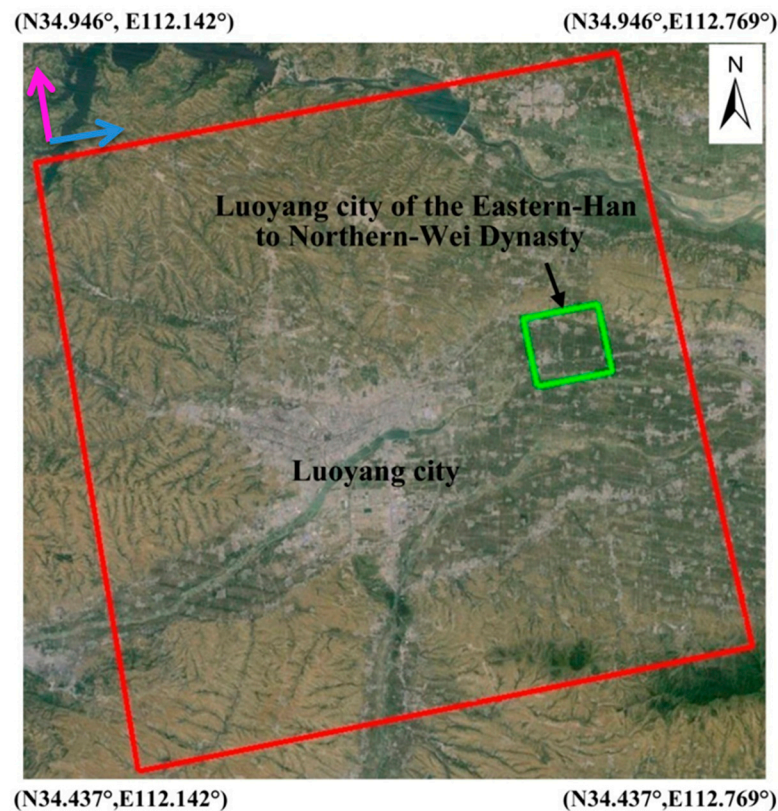 (N34.946°, E112.142°)
(N34.946°,E112.769°)
N
Luoyang city of the Eastern-Han
to Northern-Wei Dynasty
Luoyang city
(N34.437°,E112.142°)
(N34.437°,E112.769°)